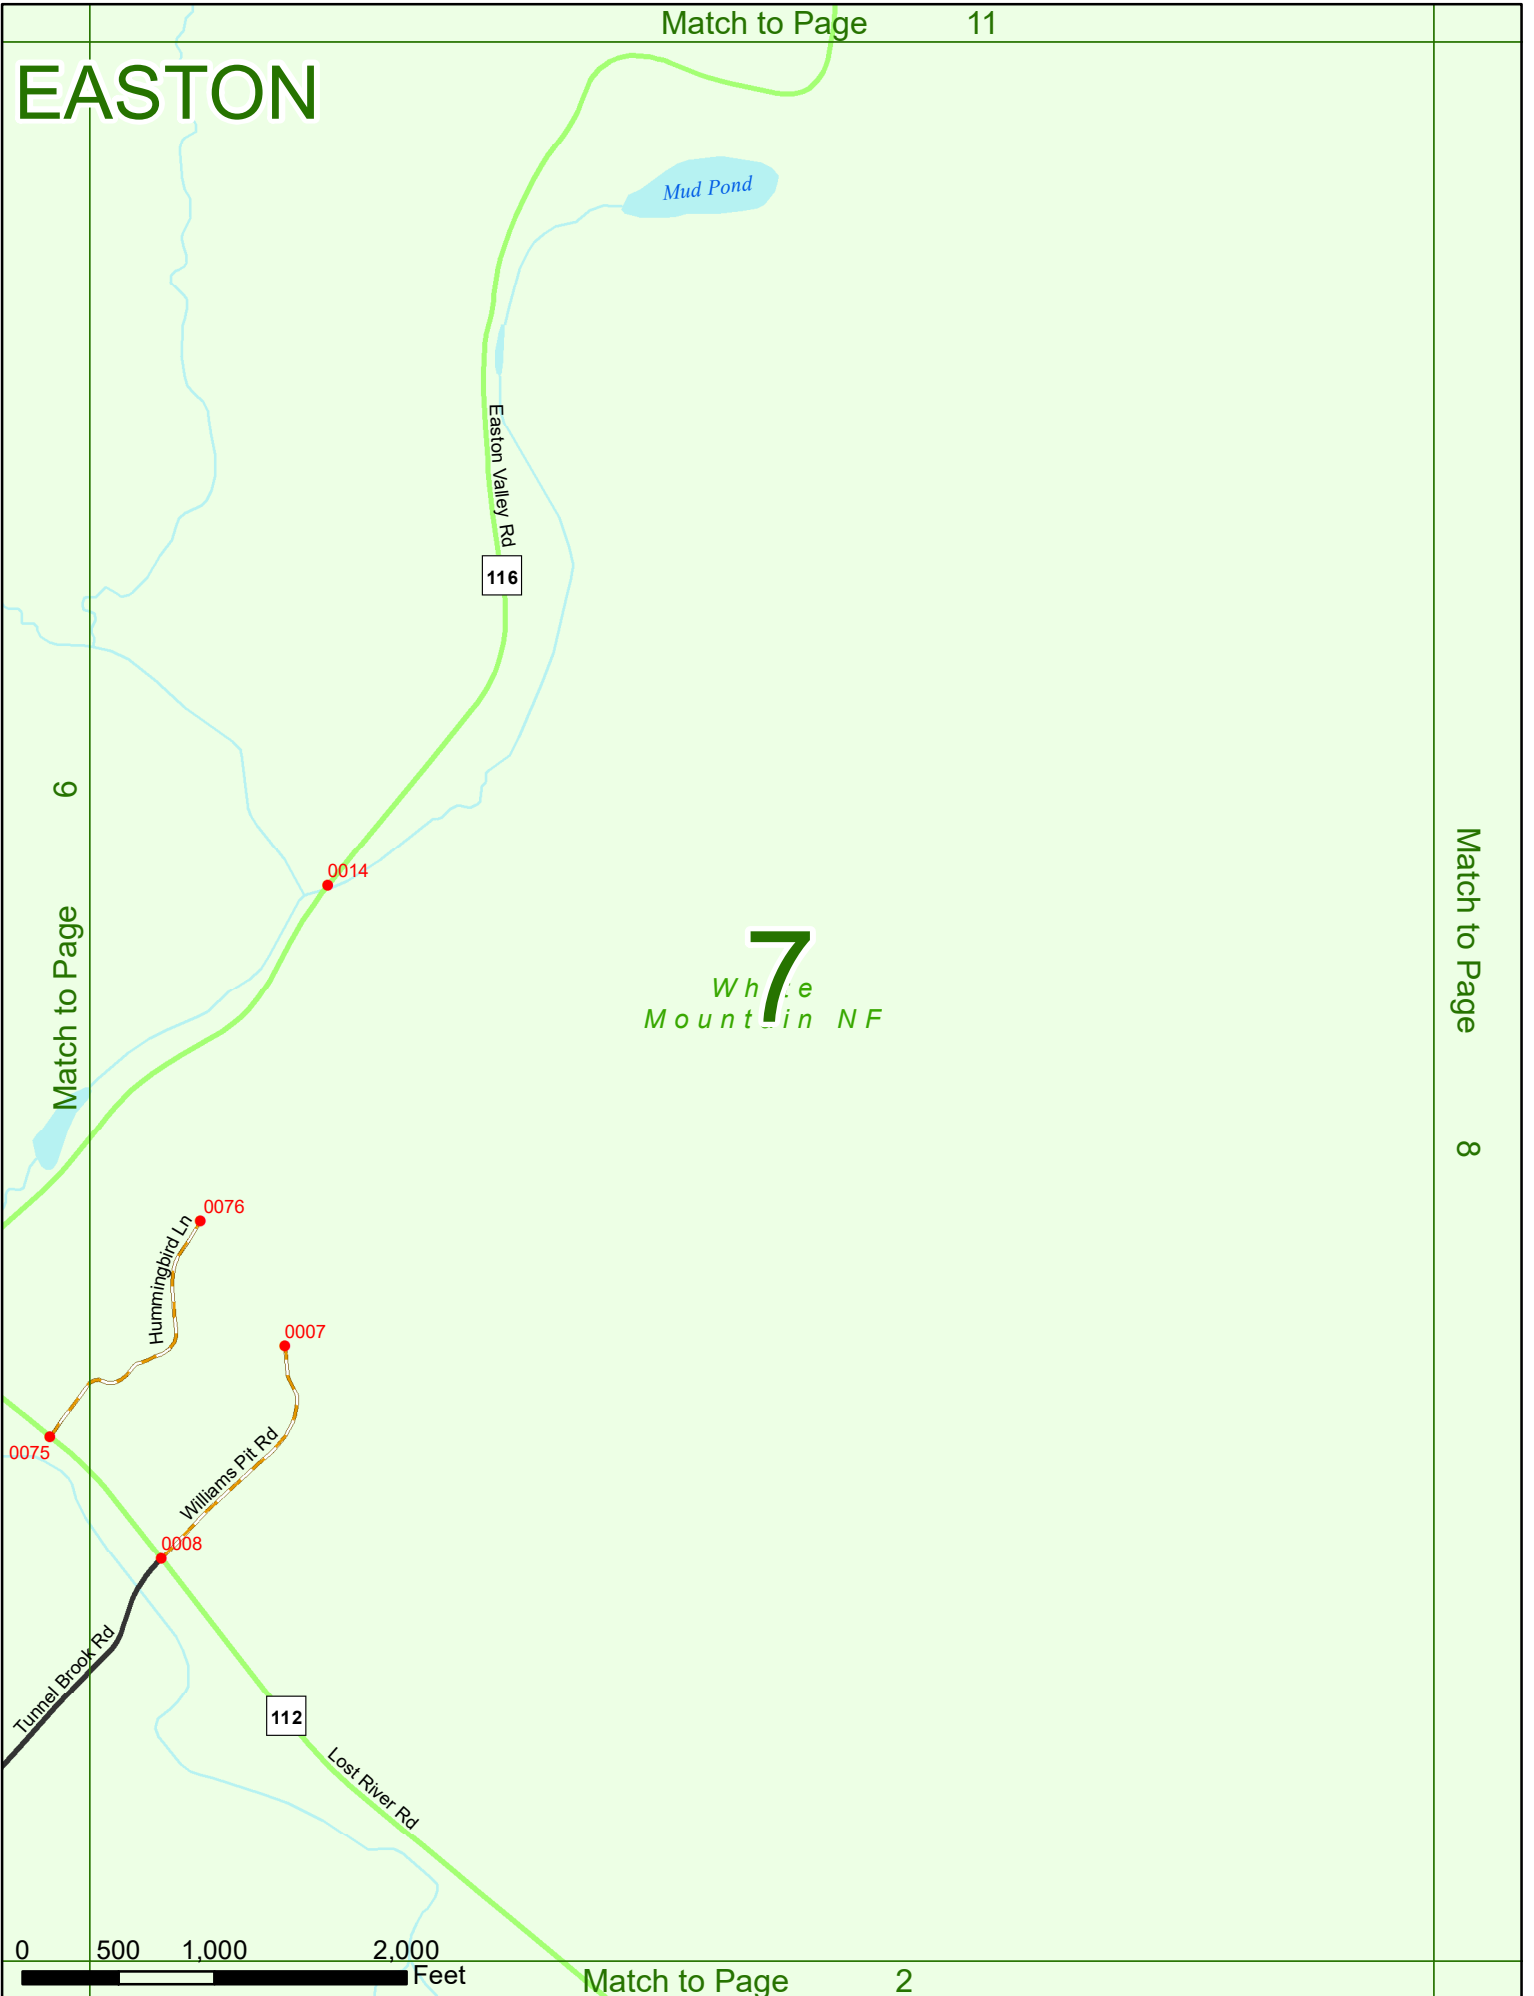 Match to Page 11
EASTON
Mud Pond
Easton Valley Rd
116
Match to Page 6
0014
7
Mountain NF
Match to Page 8
0076
Hummingbird Ln
0007
0075
Williams Pit Rd
0008
Tunnel Brook Rd
112
Lost River Rd
0 500 1,000 2,000
Feet
Match to Page 2